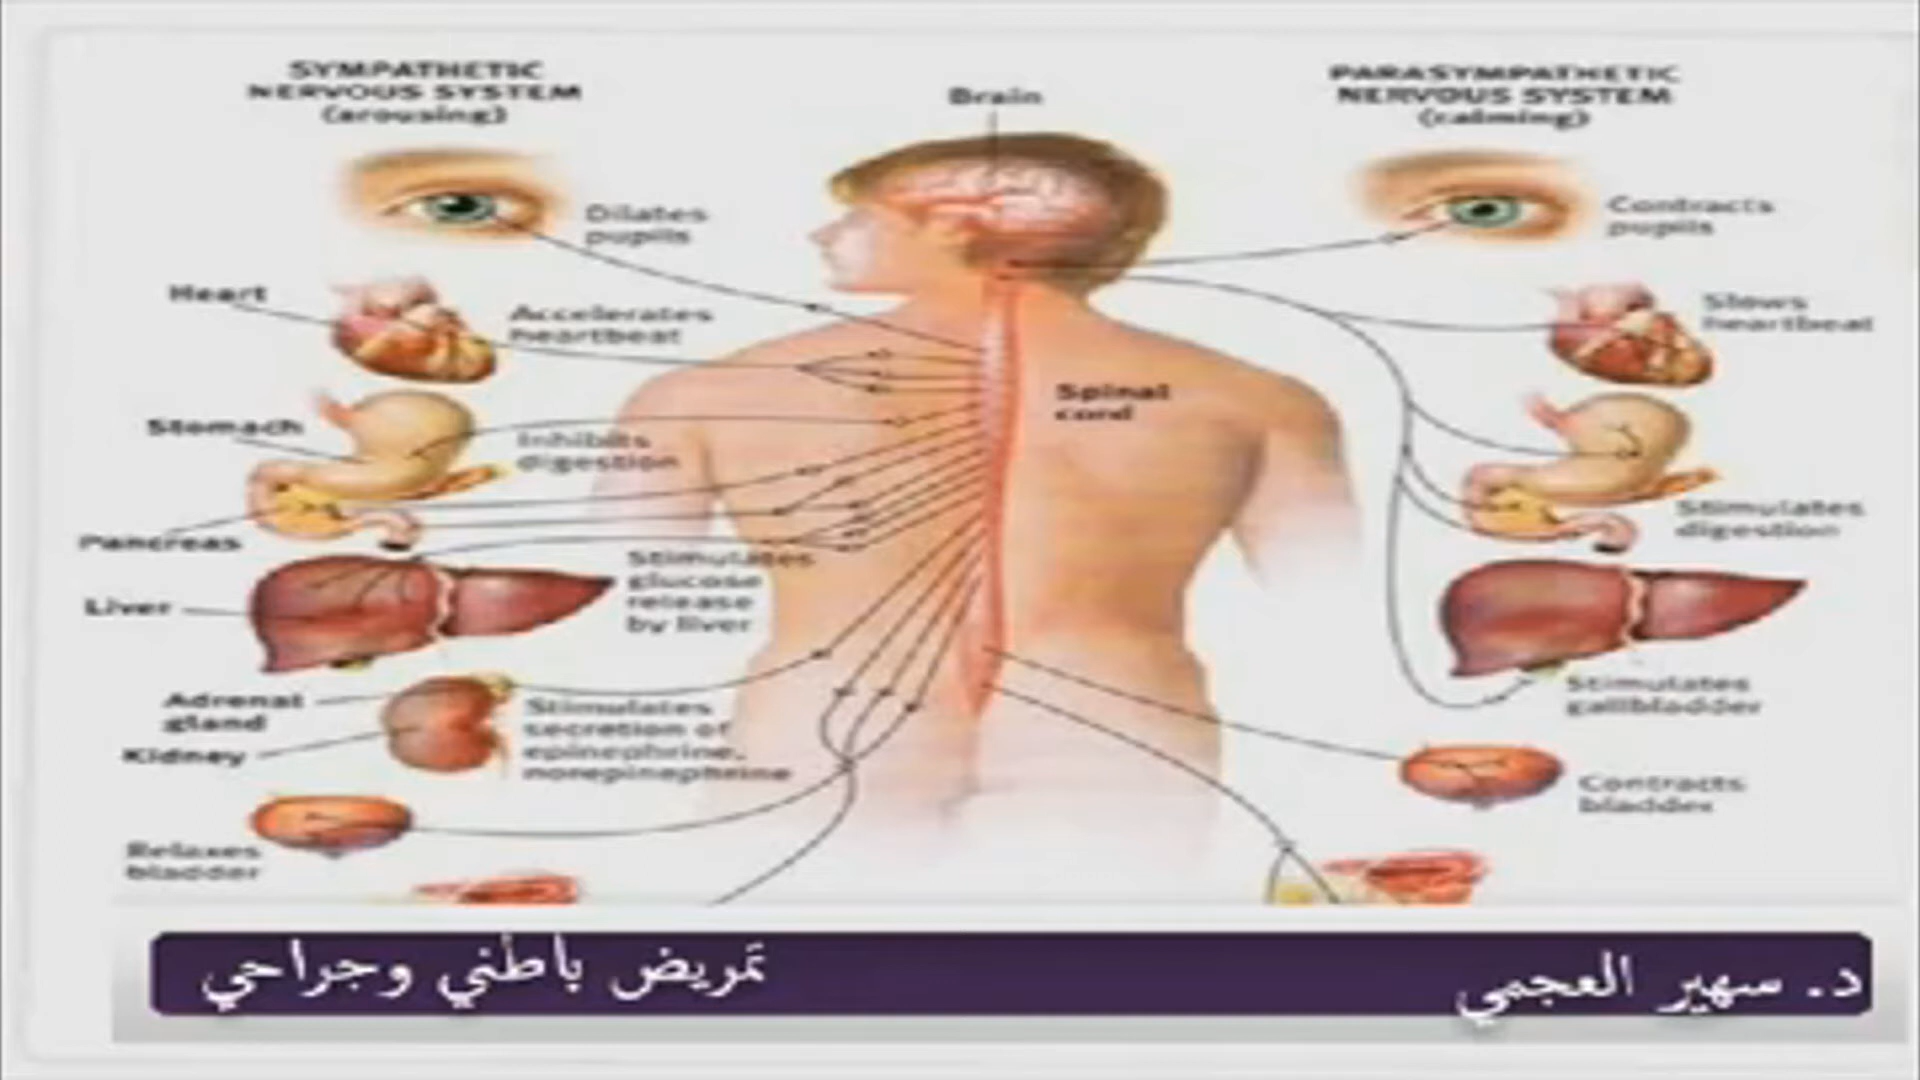 SYMPATHETIC
NERVOUS SYSTEM
(arousing)
Dilates
pupils
Heart
Accelerates
heartbeat
Stomach
Inhibits
digestion
Pancreas
Liver
Stimulates
glucose
release
by liver
Adrenal
gland
Kidney
Stimulates
secretion of
epinephrine,
norepinephrine
Relaxes
bladder
Brain
Spinal
cord
PARASYMPATHETIC
NERVOUS SYSTEM
(calming)
Contracts
pupils
Slows
heartbeat
Stimulates
digestion
Stimulates
gallbladder
Contracts
bladder
د. سهير العجمي
تمريض باطني وجراحي